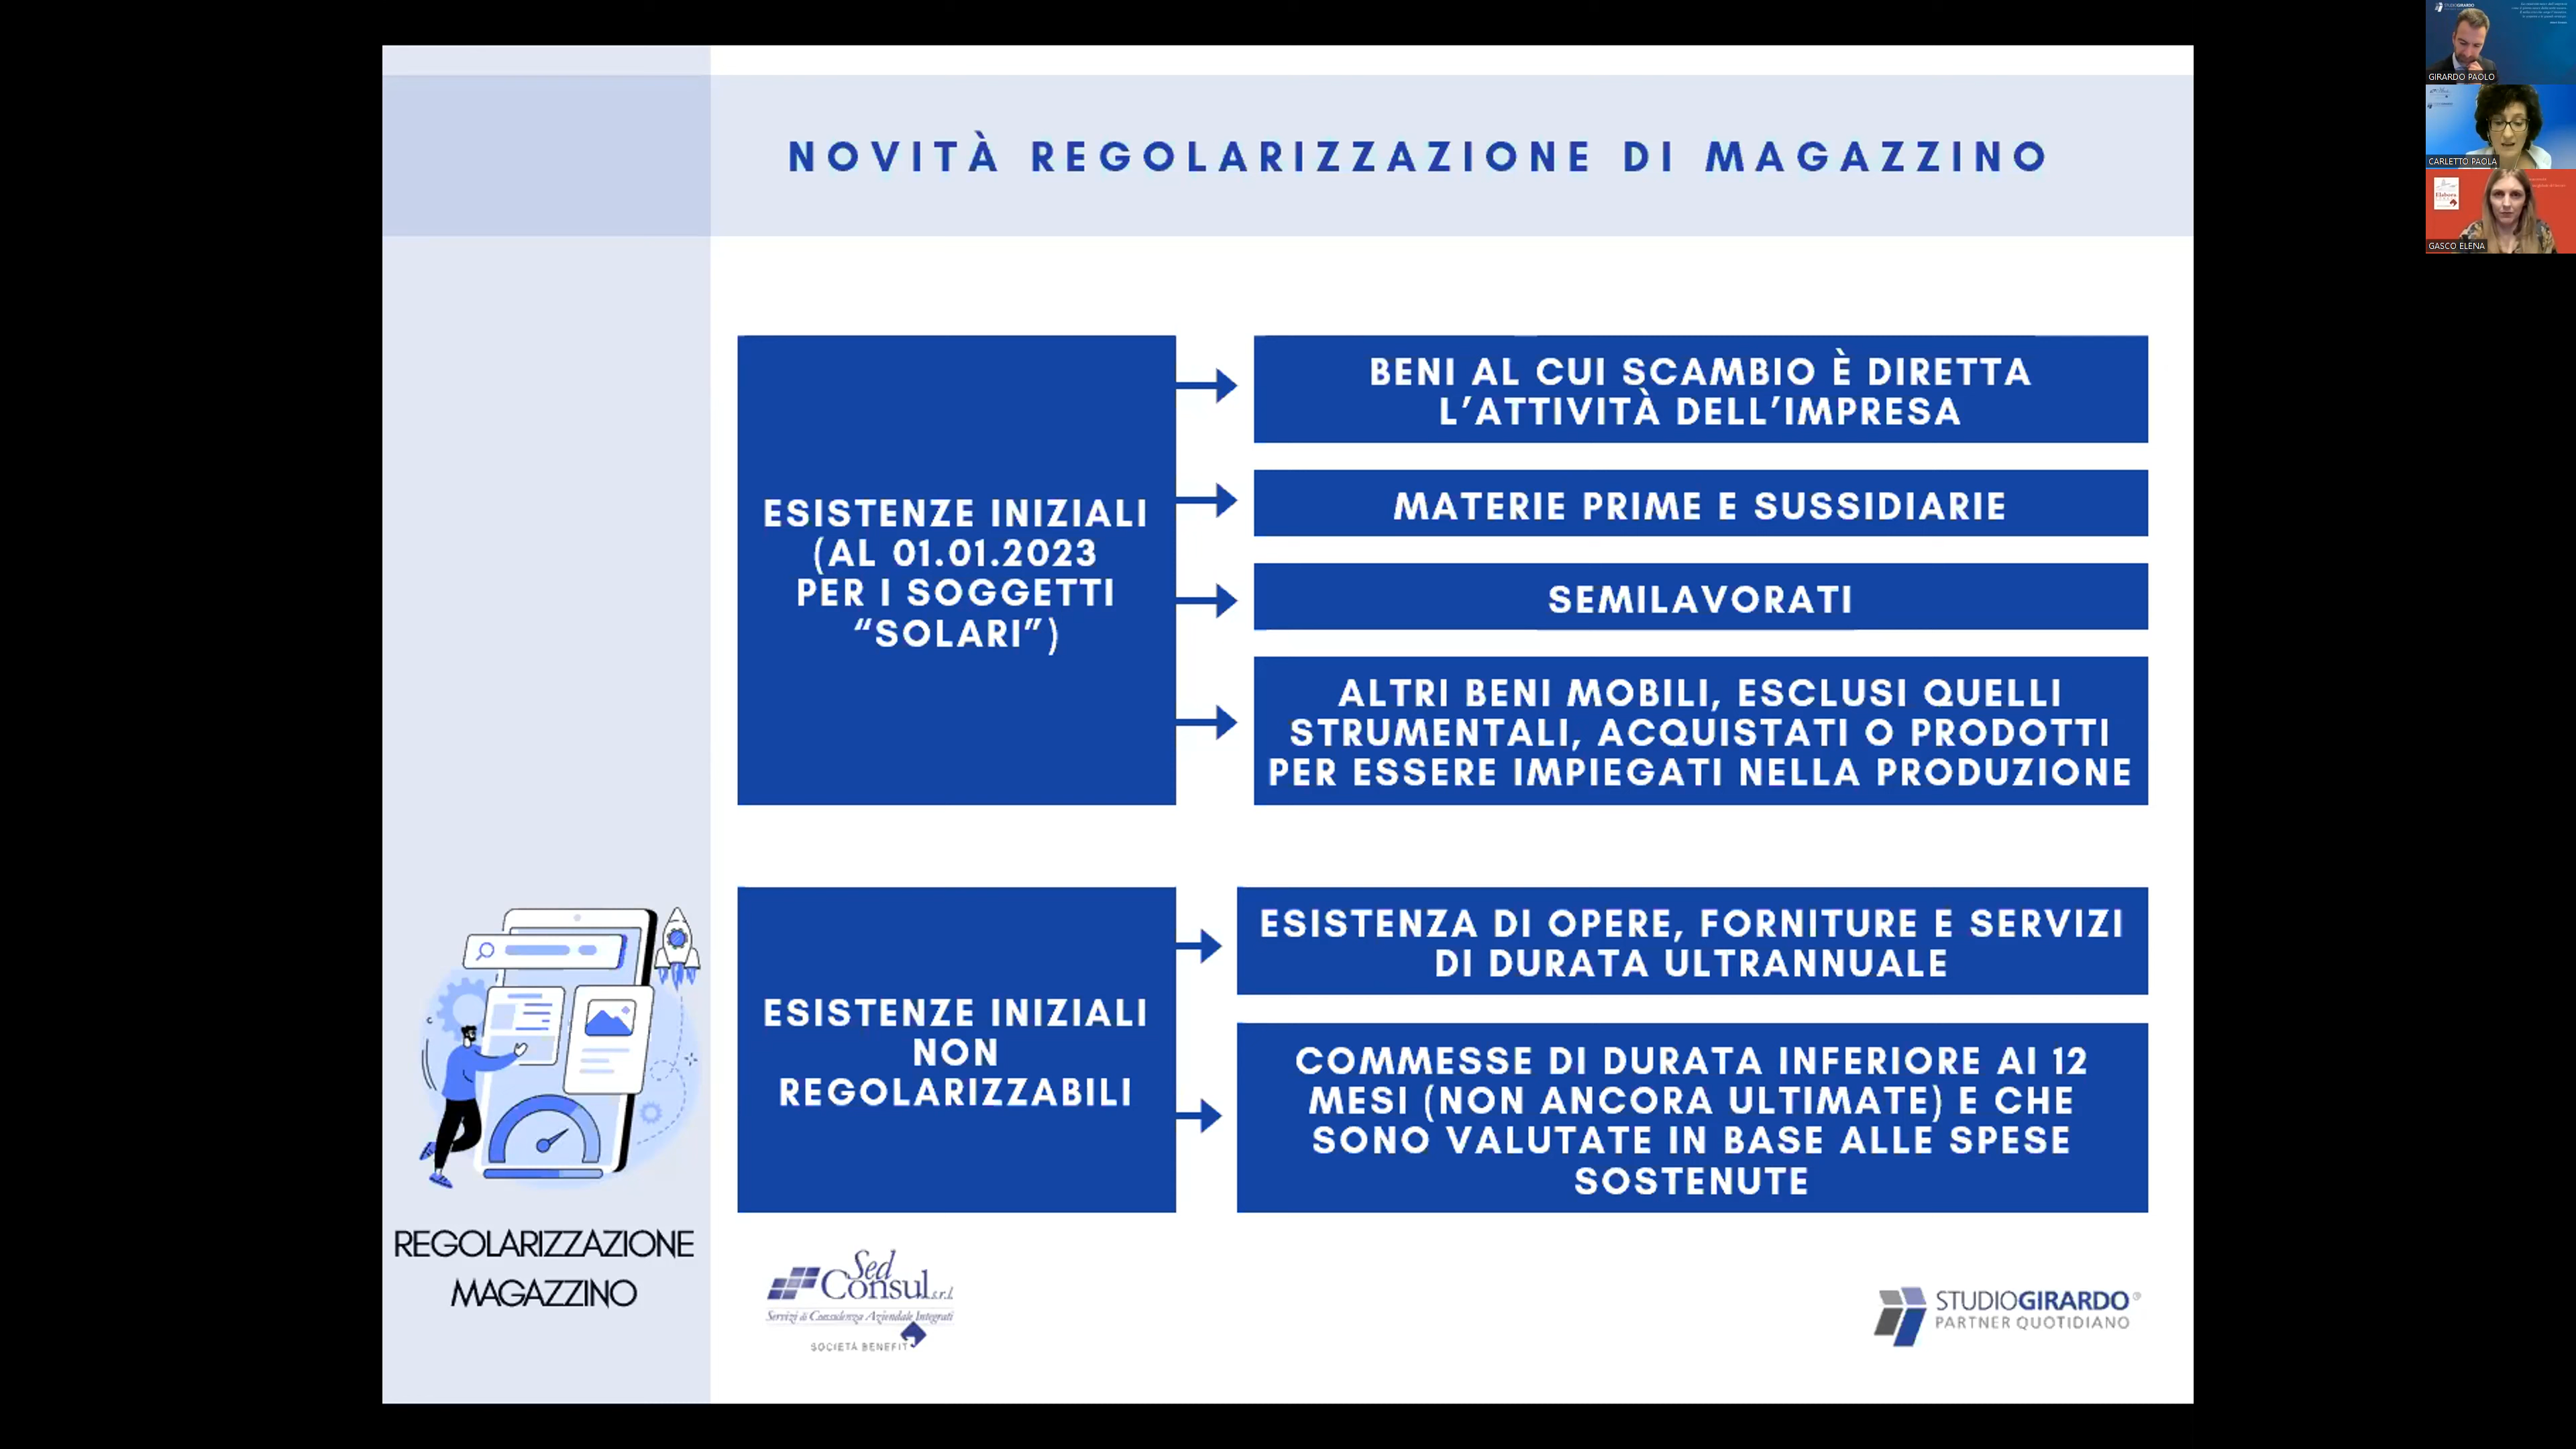 NOVITÀ REGOLARIZZAZIONE DI MAGAZZINO
ESISTENZE INIZIALI
(AL 01.01.2023
PER I SOGGETTI
“SOLARI”)
BENI AL CUI SCAMBIO È DIRETTA
L’ATTIVITÀ DELL’IMPRESA
MATERIE PRIME E SUSSIDIARIE
SEMILAVORATI
ALTRI BENI MOBILI, ESCLUSI QUELLI
STRUMENTALI, ACQUISTATI O PRODOTTI
PER ESSERE IMPIEGATI NELLA PRODUZIONE
ESISTENZE INIZIALI
NON
REGOLARIZZABILI
ESISTENZA DI OPERE, FORNITURE E SERVIZI
DI DURATA ULTRANNUALE
COMMESSE DI DURATA INFERIORE AI 12
MESI (NON ANCORA ULTIMATE) E CHE
SONO VALUTATE IN BASE ALLE SPESE
SOSTENUTE
REGOLARIZZAZIONE
MAGAZZINO
Sed
Consul s.r.l.
Servizi di Consulenza Aziendale Integrati
SOCIETÀ BENEFIT
STUDIOGIRARDO®
PARTNER QUOTIDIANO
STUDIOGIRARDO
GIRARDO PAOLO
CARLETTO PAOLA
Elabora
GASCO ELENA